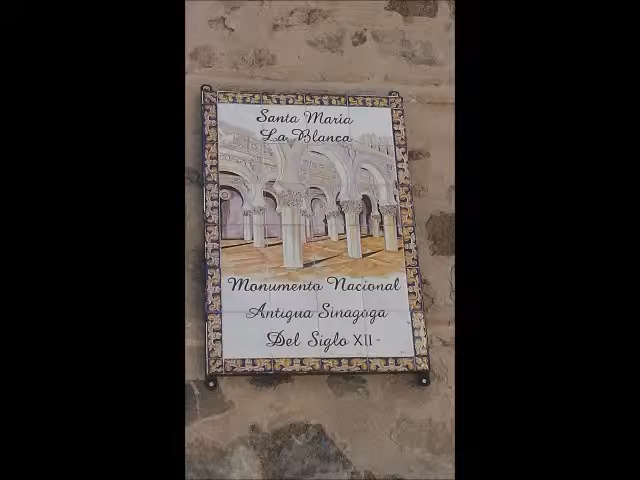 Santa María
La Blanca
Monumento Nacional
Antigua Sinagoga
Del Siglo XII-